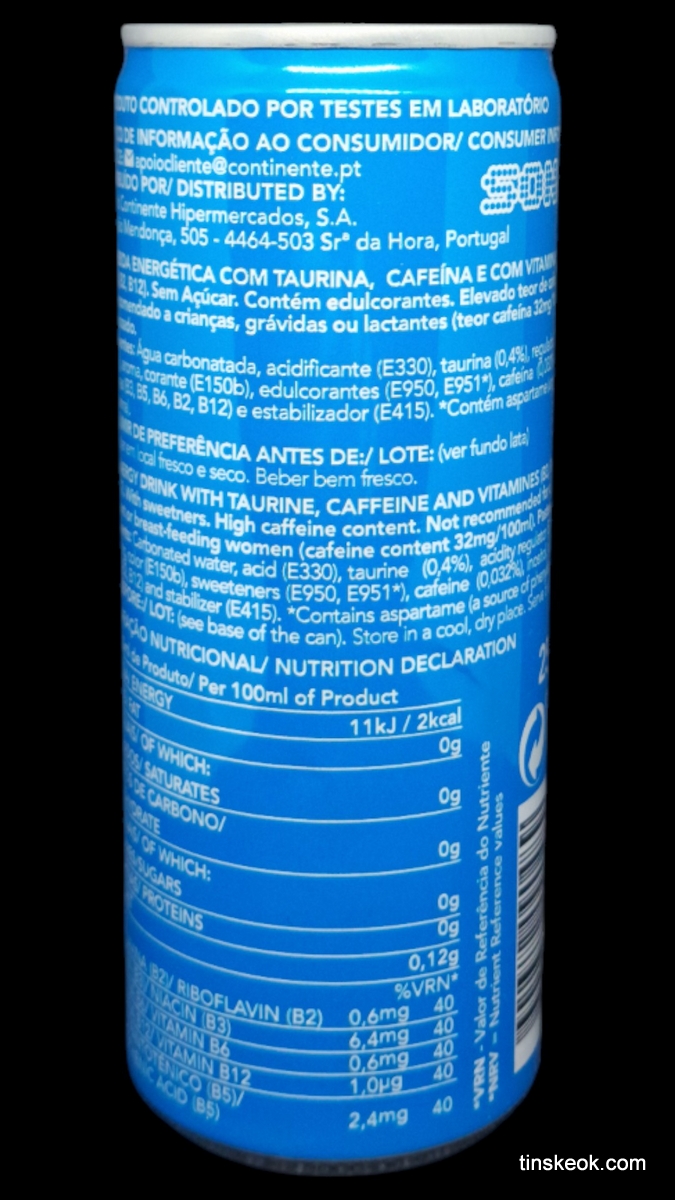 CONTROLADO POR TESTES EM LABORATÓRIO
DE INFORMAÇÃO AO CONSUMIDOR/ CONSUMER
apoiocliente@continente.pt
POR/ DISTRIBUTED BY:
Continente Hipermercados, S.A.
Mendonça, 505 - 4464-503 Srª da Hora, Portugal
ENERGÉTICA COM TAURINA, CAFEÍNA E COM
B12). Sem Açúcar. Contém edulcorantes. Elevado teor de
a crianças, grávidas ou lactantes (teor cafeína 32mg
Água carbonatada, acidificante (E330), taurina (0,4%),
corante (E150b), edulcorantes (E950, E951*), cafeína
B3, B5, B6, B2, B12) e estabilizador (E415). *Contém aspartame
DE PREFERÊNCIA ANTES DE:/ LOTE: (ver fundo lata)
local fresco e seco. Beber bem fresco.
DRINK WITH TAURINE, CAFFEINE AND VITAMINES
With sweetners. High caffeine content. Not recommended
or breast-feeding women (cafeine content 32mg/100ml).
Carbonated water, acid (E330), taurine (0,4%), acidity
(E150b), sweeteners (E950, E951*), cafeine (0,032%),
and stabilizer (E415). *Contains aspartame (a source of
LOT: (see base of the can). Store in a cool, dry place.
NUTRICIONAL/ NUTRITION DECLARATION
de Produto/ Per 100ml of Product
ENERGY 11kJ / 2kcal
FAT 0g
OF WHICH:
SATURATES 0g
DE CARBONO/
0g
OF WHICH:
SUGARS 0g
PROTEINS 0g
0,12g
%VRN*
(B2)/ RIBOFLAVIN (B2) 0,6mg 40
NIACIN (B3) 6,4mg 40
VITAMIN B6 0,6mg 40
VITAMIN B12 1,0µg 40
(B5)/
ACID (B5) 2,4mg 40
*VRN - Valor de Referência do Nutriente
*NRV – Nutrient Reference values
tinskeok.com